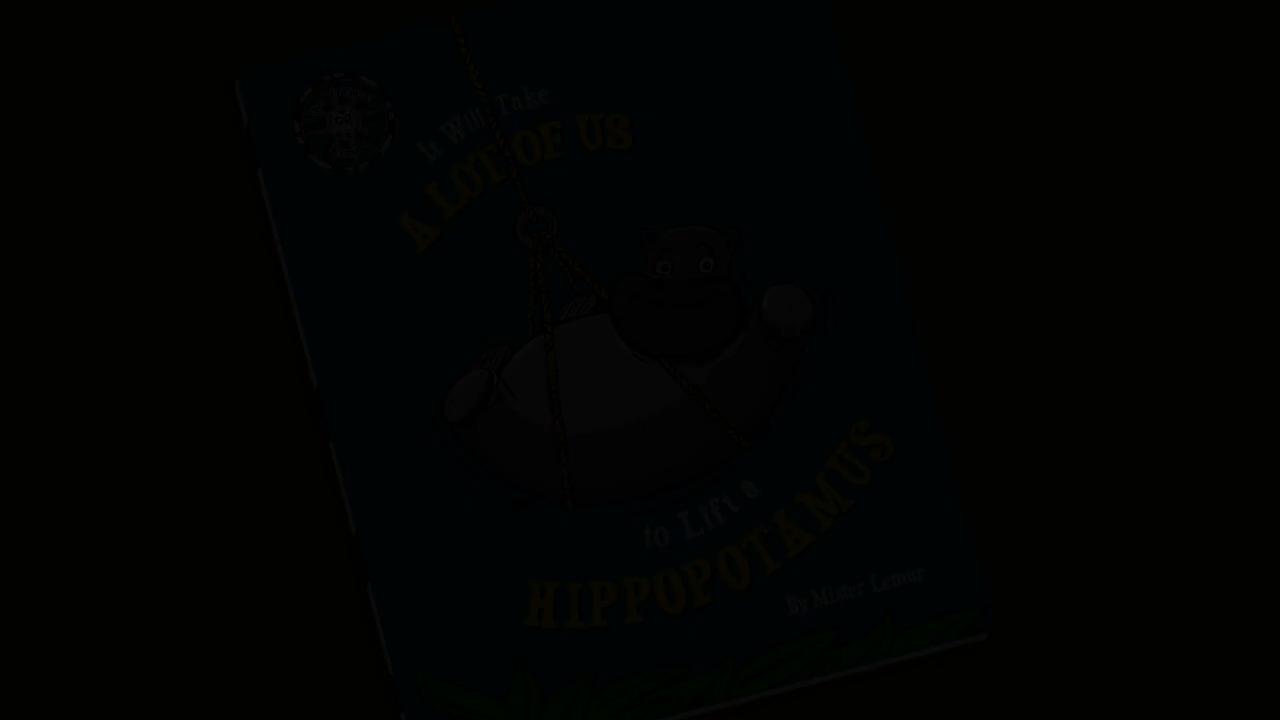 It Will Take
A LOT OF US
to Lift a
HIPPOPOTAMUS
By Mister Lemur